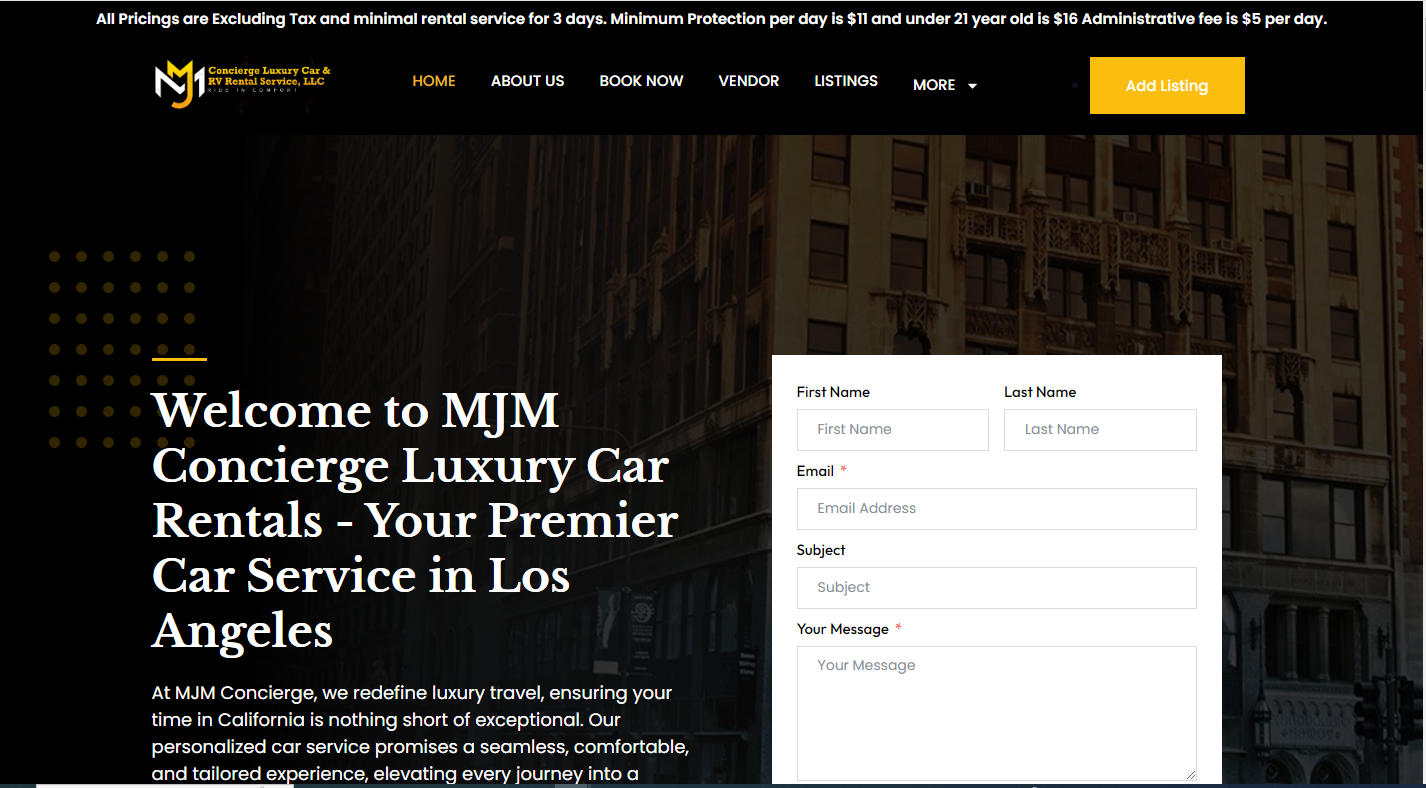 All Pricings are Excluding Tax and minimal rental service for 3 days. Minimum Protection per day is $11 and under 21 year old is $16 Administrative fee is $5 per day.
MJM
Concierge Luxury Car &
RV Rental Service, LLC
RIDE IN COMFORT
HOME
ABOUT US
BOOK NOW
VENDOR
LISTINGS
MORE
Add Listing
Welcome to MJM
Concierge Luxury Car
Rentals - Your Premier
Car Service in Los
Angeles
At MJM Concierge, we redefine luxury travel, ensuring your
time in California is nothing short of exceptional. Our
personalized car service promises a seamless, comfortable,
and tailored experience, elevating every journey into a
First Name
Last Name
First Name
Last Name
Email *
Email Address
Subject
Subject
Your Message *
Your Message